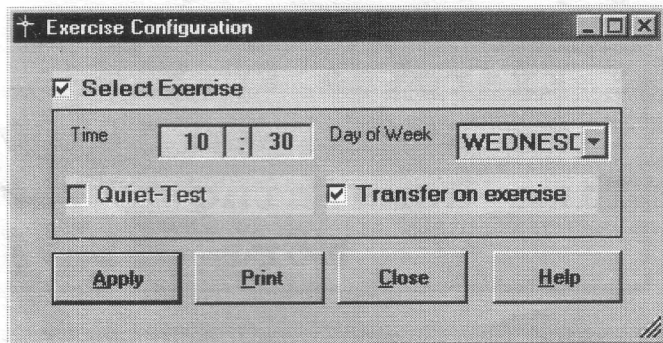 Exercise Configuration
Select Exercise
Time 10 : 30 Day of Week WEDNESD
Quiet-Test Transfer on exercise
Apply Print Close Help